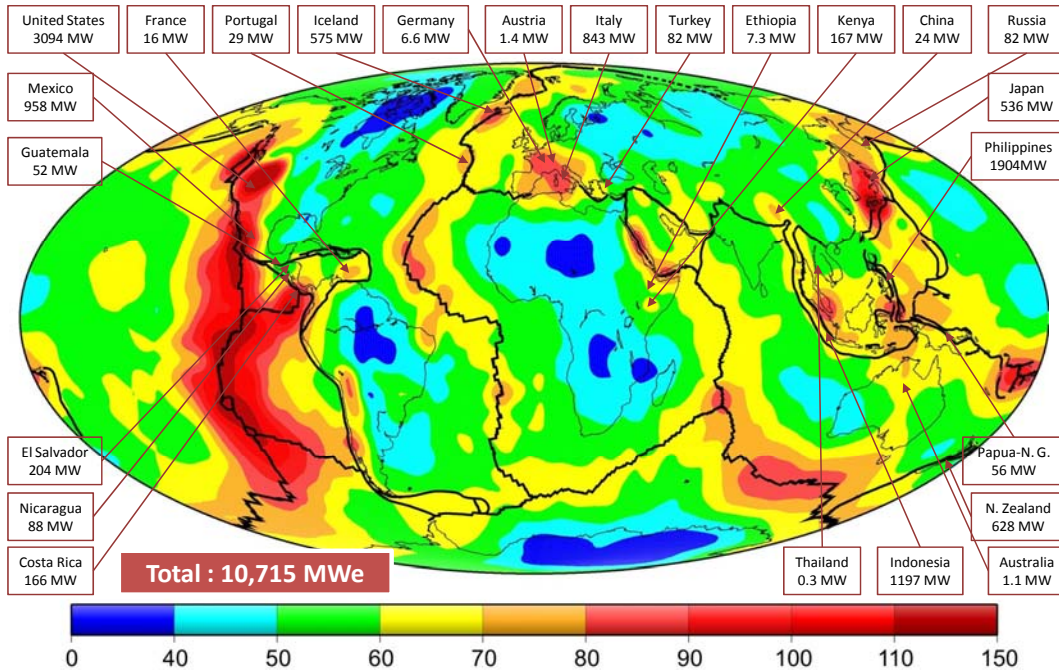 United States
3094 MW
France
16 MW
Portugal
29 MW
Iceland
575 MW
Germany
6.6 MW
Austria
1.4 MW
Italy
843 MW
Turkey
82 MW
Ethiopia
7.3 MW
Kenya
167 MW
China
24 MW
Russia
82 MW
Mexico
958 MW
Japan
536 MW
Guatemala
52 MW
Philippines
1904MW
El Salvador
204 MW
Papua-N. G.
56 MW
Nicaragua
88 MW
N. Zealand
628 MW
Costa Rica
166 MW
Total : 10,715 MWe
Thailand
0.3 MW
Indonesia
1197 MW
Australia
1.1 MW
0 40 50 60 70 80 90 100 110 150